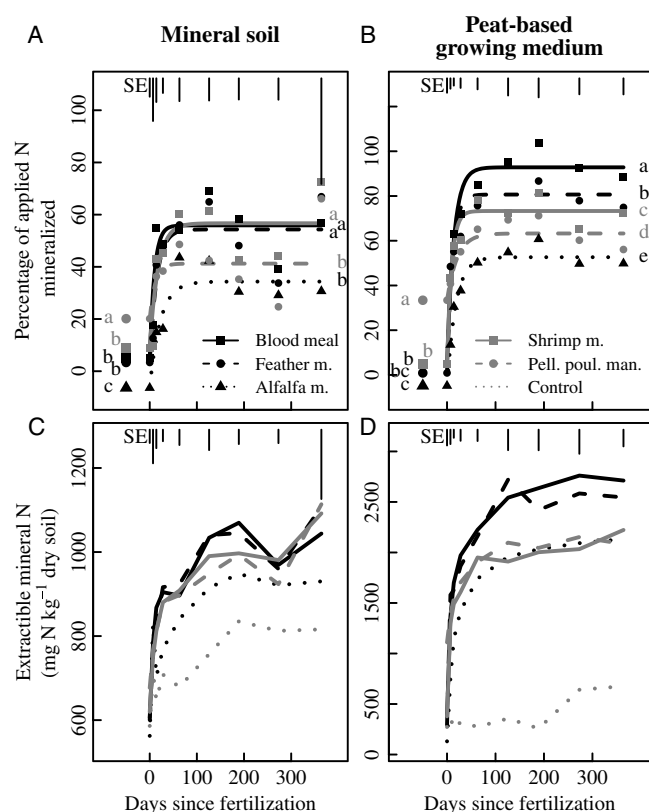 A Mineral soil B Peat-based growing medium
SE SE
Percentage of applied N mineralized
100
80
60
40
20
0
100
80
60
40
20
0
a
b
b
b
c
a
a
a
b
b
a
b
b
bc
c
a
b
c
d
e
Blood meal
Feather m.
Alfalfa m.
Shrimp m.
Pell. poul. man.
Control
C D
SE SE
Extractible mineral N
(mg N kg⁻¹ dry soil)
1200
1000
800
600
2500
1500
500
0
0 100 200 300 0 100 200 300
Days since fertilization Days since fertilization